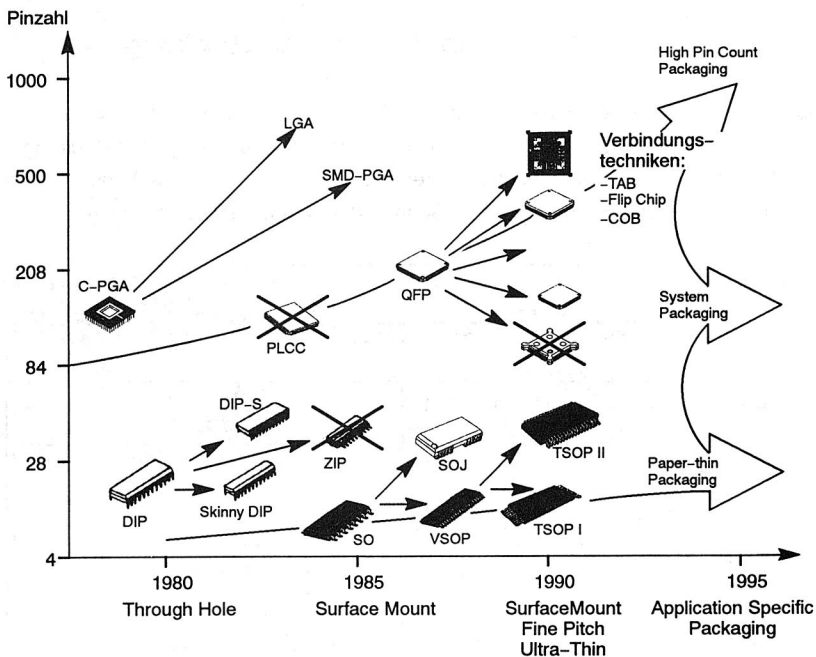 Pinzahl
1000
500
208
84
28
4
High Pin Count
Packaging
LGA
SMD-PGA
Verbindungs-
techniken:
-TAB
-Flip Chip
-COB
C-PGA
QFP
PLCC
System
Packaging
DIP-S
ZIP
SOJ
TSOP II
Paper-thin
Packaging
DIP
Skinny DIP
SO
VSOP
TSOP I
1980
1985
1990
1995
Through Hole
Surface Mount
SurfaceMount
Fine Pitch
Ultra-Thin
Application Specific
Packaging